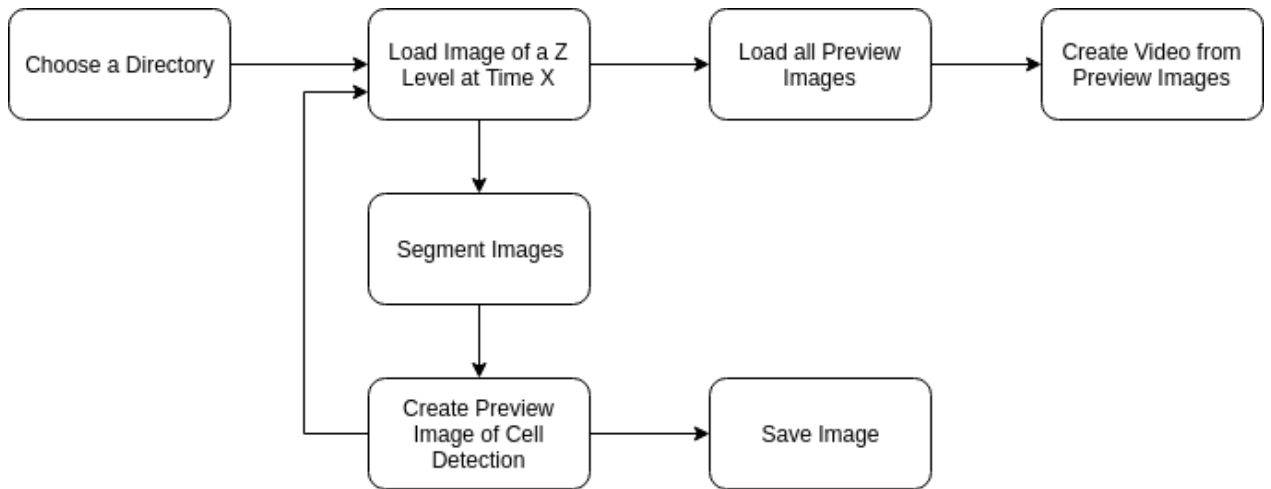 Choose a Directory
Load Image of a Z
Level at Time X
Load all Preview
Images
Create Video from
Preview Images
Segment Images
Create Preview
Image of Cell
Detection
Save Image